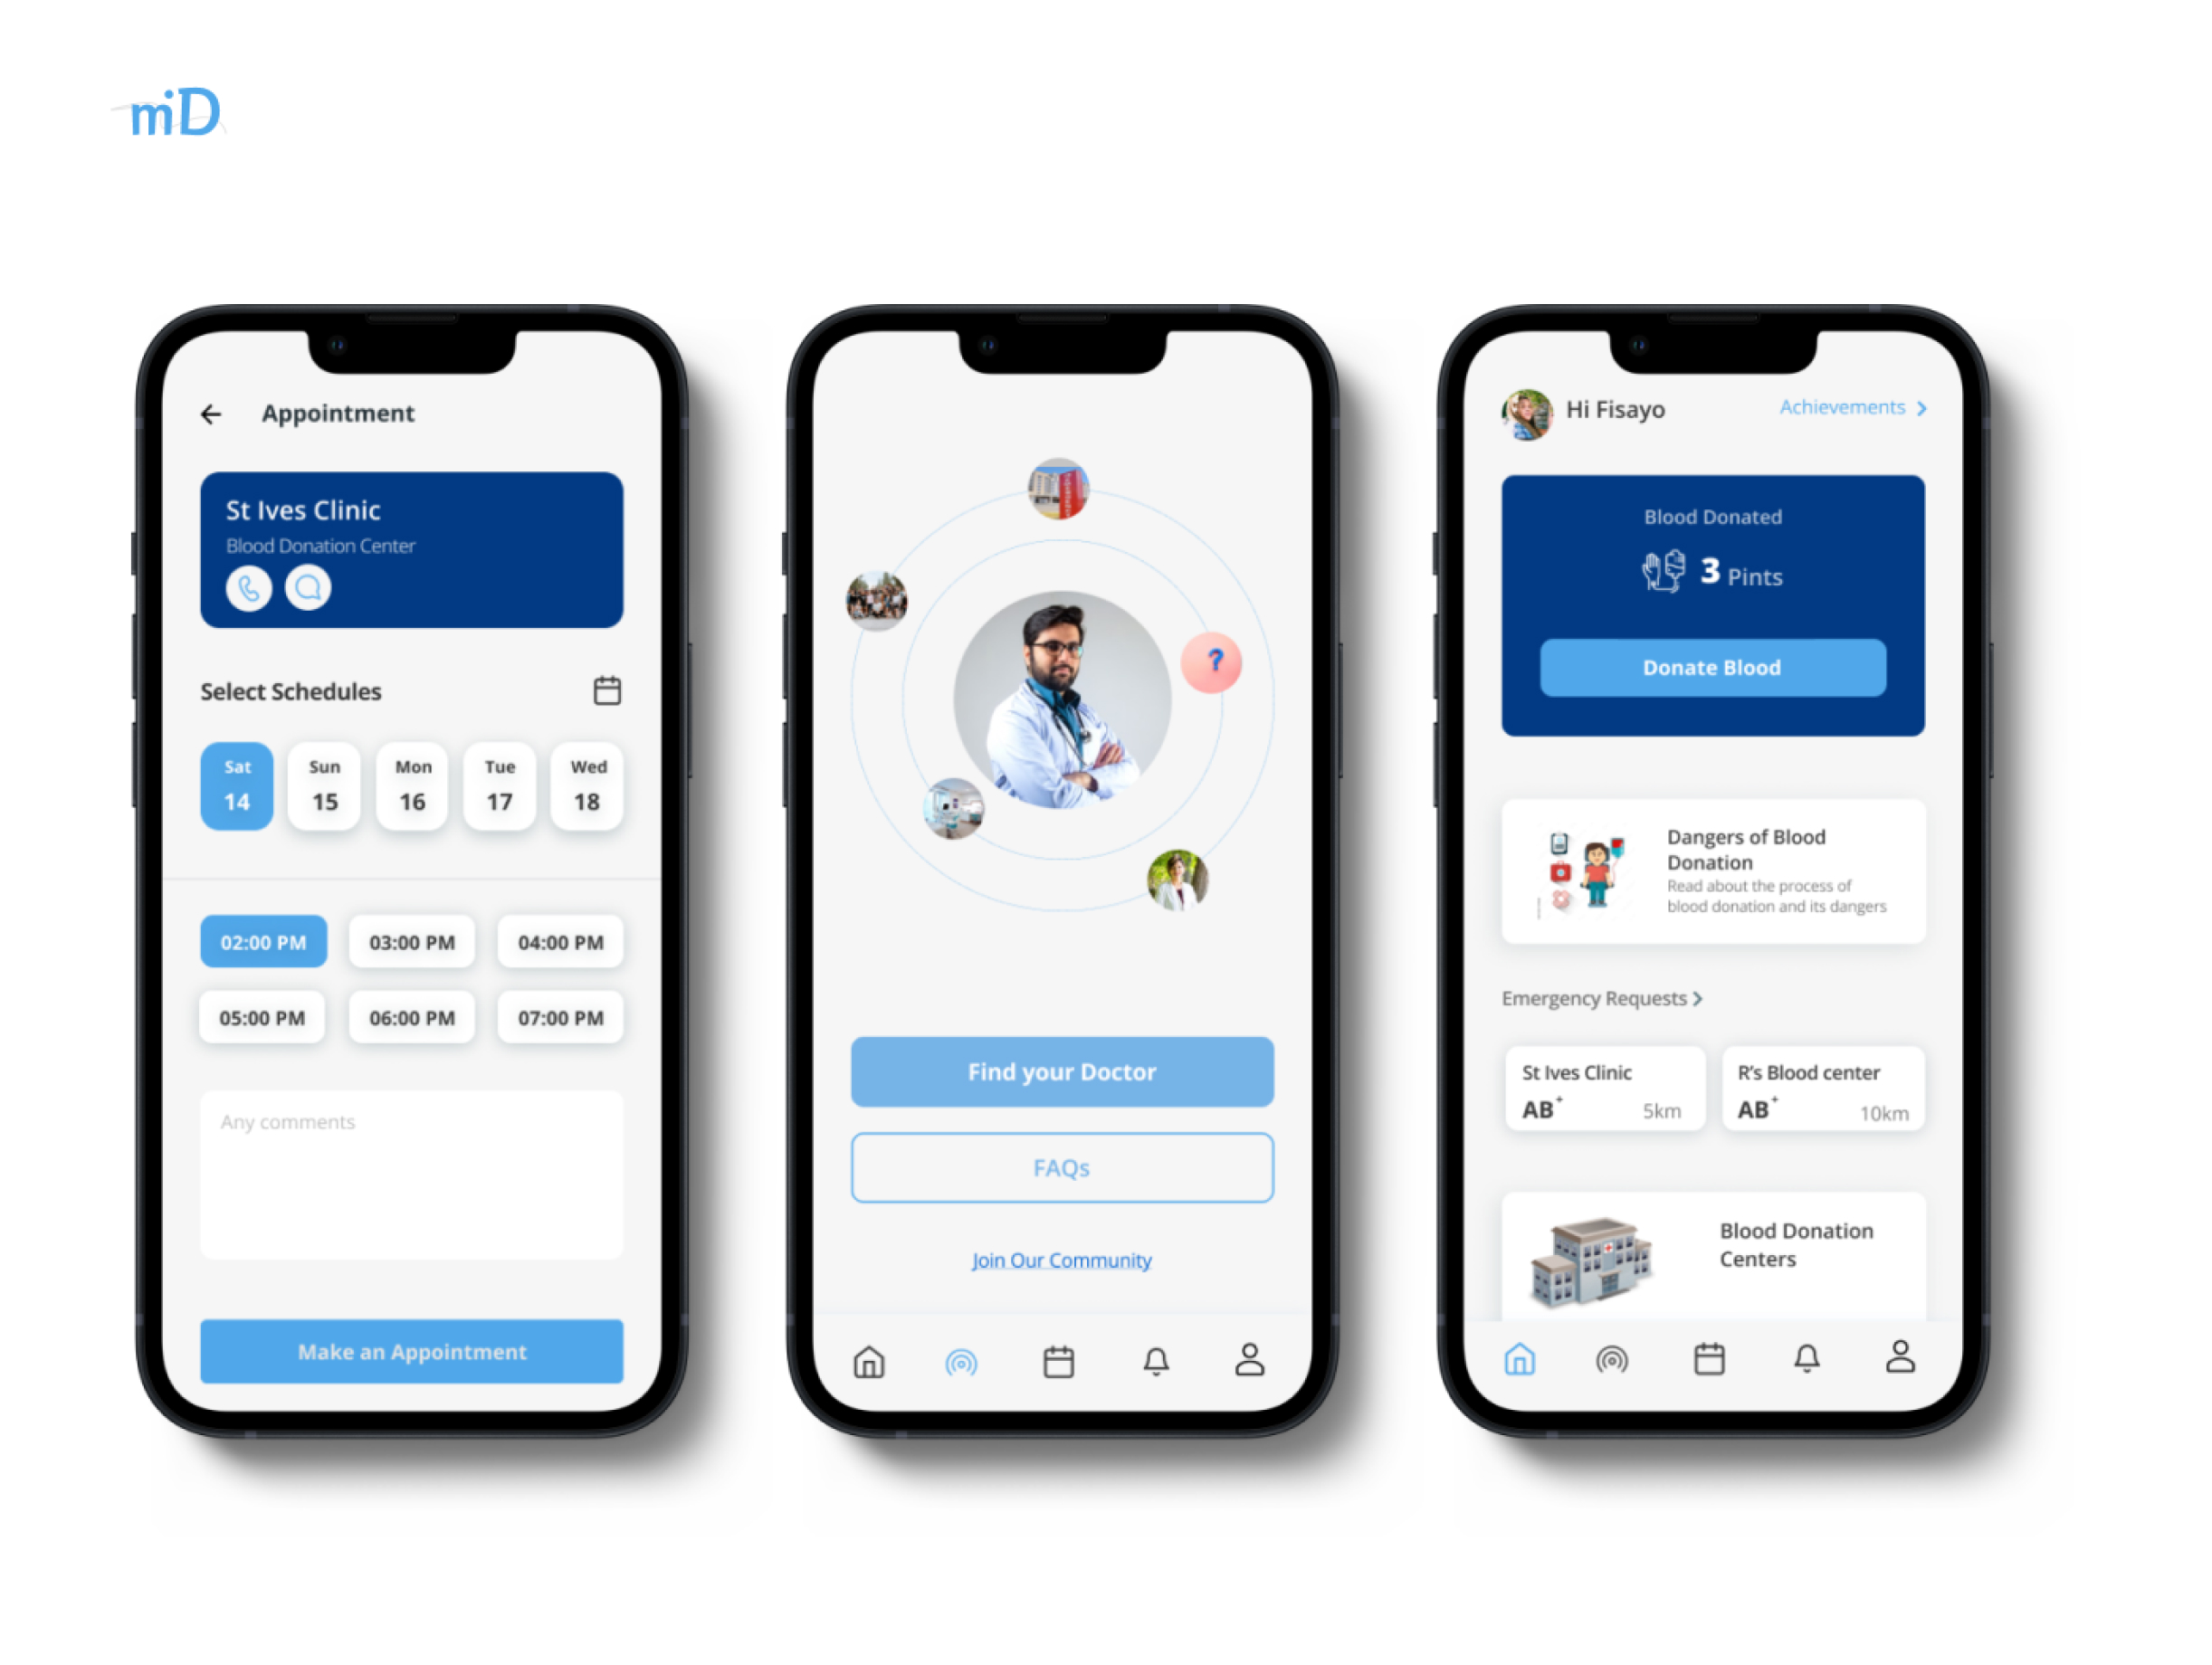 miD
Appointment
St Ives Clinic
Blood Donation Center
Select Schedules
Sat Sun Mon Tue Wed
14 15 16 17 18
02:00 PM 03:00 PM 04:00 PM
05:00 PM 06:00 PM 07:00 PM
Any comments
Make an Appointment
?
Find your Doctor
FAQs
Join Our Community
Hi Fisayo
Achievements >
Blood Donated
3 Pints
Donate Blood
Dangers of Blood
Donation
Read about the process of
blood donation and its dangers
Emergency Requests >
St Ives Clinic
AB+ 5km
R's Blood center
AB+ 10km
Blood Donation
Centers